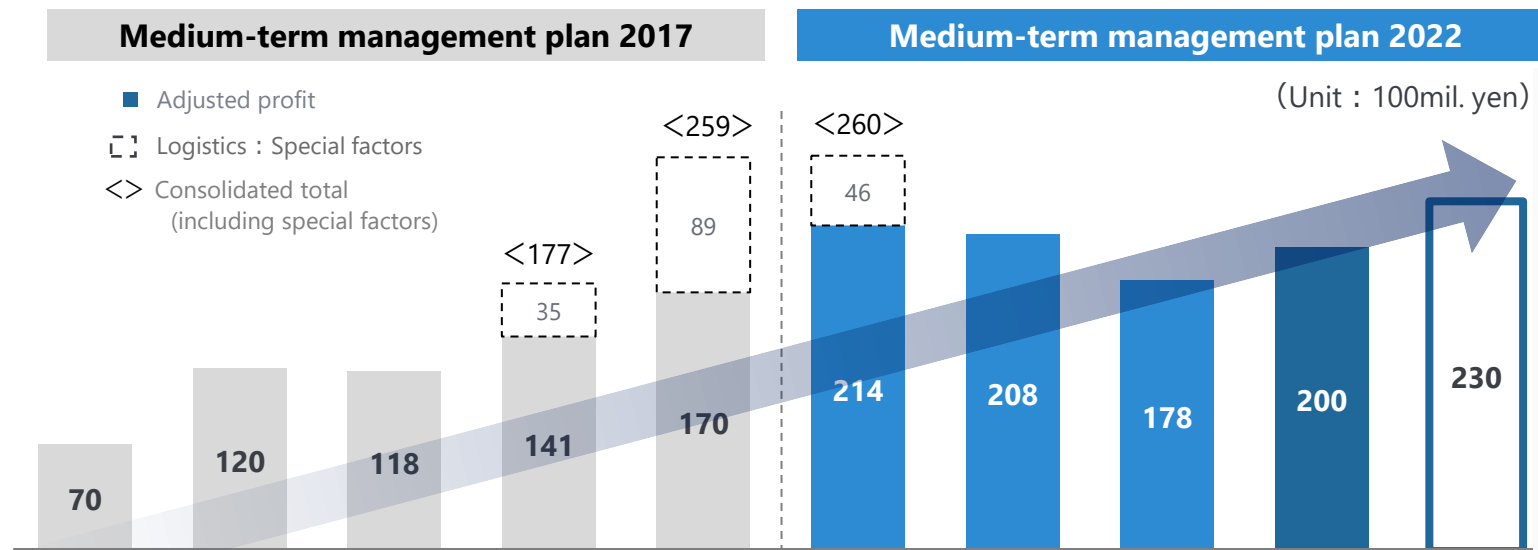 Medium-term management plan 2017
Medium-term management plan 2022
（Unit：100mil. yen）
Adjusted profit
Logistics：Special factors
<> Consolidated total
(including special factors)
<177>
<259>
<260>
35
89
46
70
120
118
141
170
214
208
178
200
230